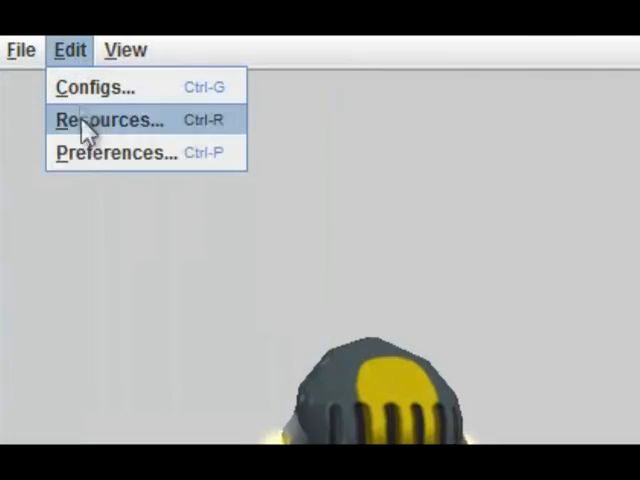 File Edit View
Configs... Ctrl-G
Resources... Ctrl-R
Preferences... Ctrl-P